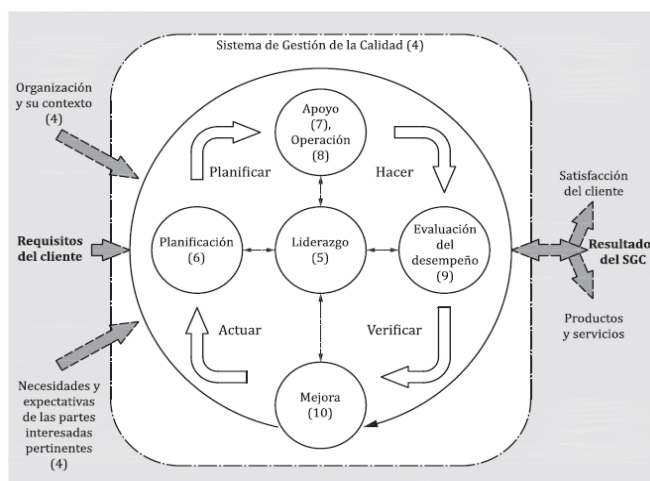 Sistema de Gestión de la Calidad (4)
Organización
y su contexto
(4)
Apoyo
(7),
Operación
(8)
Planificar
Hacer
Satisfacción
del cliente
Requisitos
del cliente
Planificación
(6)
Liderazgo
(5)
Evaluación
del
desempeño
(9)
Resultado
del SGC
Actuar
Verificar
Productos
y servicios
Necesidades y
expectativas
de las partes
interesadas
pertinentes
(4)
Mejora
(10)